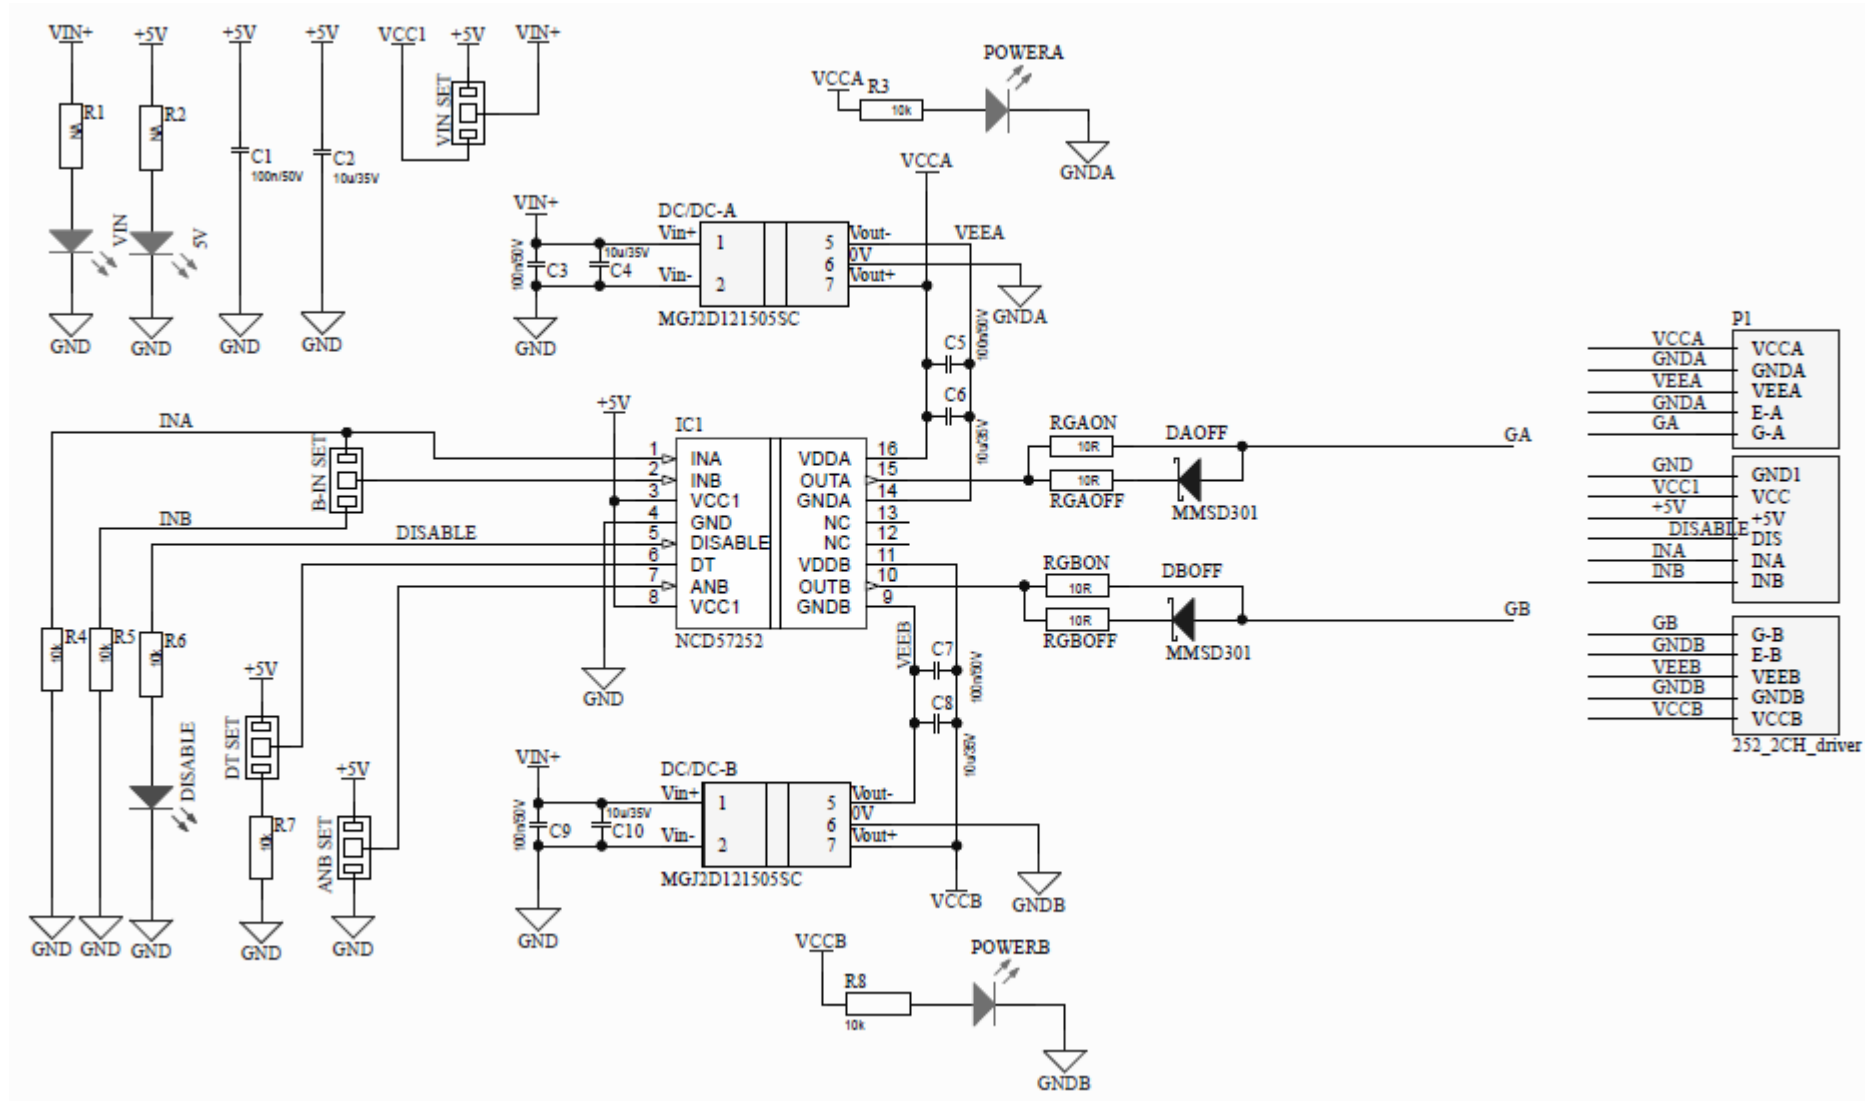 VIN+
+5V
+5V
+5V
VCC1
+5V
VIN+
R1
NA
R2
NA
C1
100n/50V
C2
10u/35V
VIN SET
VIN
5V
GND
GND
GND
GND
POWERA
VCCA
R3
10k
GNDA
VCCA
VIN+
DC/DC-A
Vin+
1
5
Vout-
VEEA
6
0V
Vin-
2
7
Vout+
100n/50V
C3
10u/35V
C4
MGJ2D121505SC
GND
GNDA
C5
100n/50V
C6
10u/35V
INA
B-IN SET
INB
DISABLE
+5V
IC1
1
INA
VDDA
16
2
INB
OUTA
15
3
VCC1
GNDA
14
4
GND
NC
13
5
DISABLE
NC
12
6
DT
VDDB
11
7
ANB
OUTB
10
8
VCC1
GNDB
9
NCD57252
GND
RGAON
10R
DAOFF
GA
10R
RGAOFF
MMSD301
RGBON
10R
DBOFF
GB
10R
RGBOFF
MMSD301
R4
10k
R5
10k
R6
10k
+5V
DT SET
DISABLE
R7
10k
+5V
ANB SET
GND
GND
GND
GND
GND
VEEB
C7
100n/50V
C8
10u/35V
VIN+
DC/DC-B
Vin+
1
5
Vout-
6
0V
Vin-
2
7
Vout+
100n/50V
C9
10u/35V
C10
MGJ2D121505SC
GND
VCCB
GNDB
VCCB
POWERB
R8
10k
GNDB
P1
VCCA
VCCA
GNDA
GNDA
VEEA
VEEA
GNDA
E-A
GA
G-A
GND
GND1
VCC1
VCC
+5V
+5V
DISABLE
DIS
INA
INA
INB
INB
GB
G-B
GNDB
E-B
VEEB
VEEB
GNDB
GNDB
VCCB
VCCB
252_2CH_driver